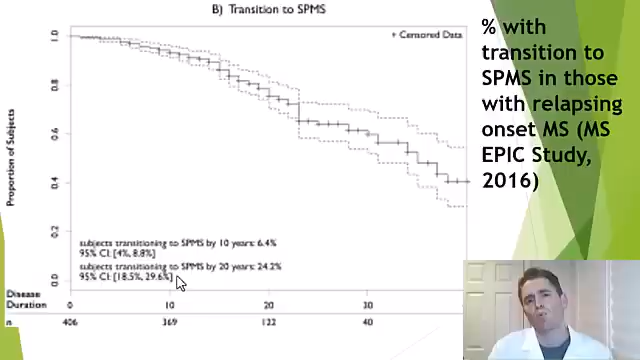 B) Transition to SPMS
+ Censored Data
1.0
0.8
0.6
0.4
0.2
0.0
Proportion of Subjects
subjects transitioning to SPMS by 10 years: 6.4%
95% CI: [4%, 8.8%]
subjects transitioning to SPMS by 20 years: 24.2%
95% CI: [18.5%, 29.6%]
Disease
Duration 0 10 20 30
n 406 369 122 40
% with
transition to
SPMS in those
with relapsing
onset MS (MS
EPIC Study,
2016)